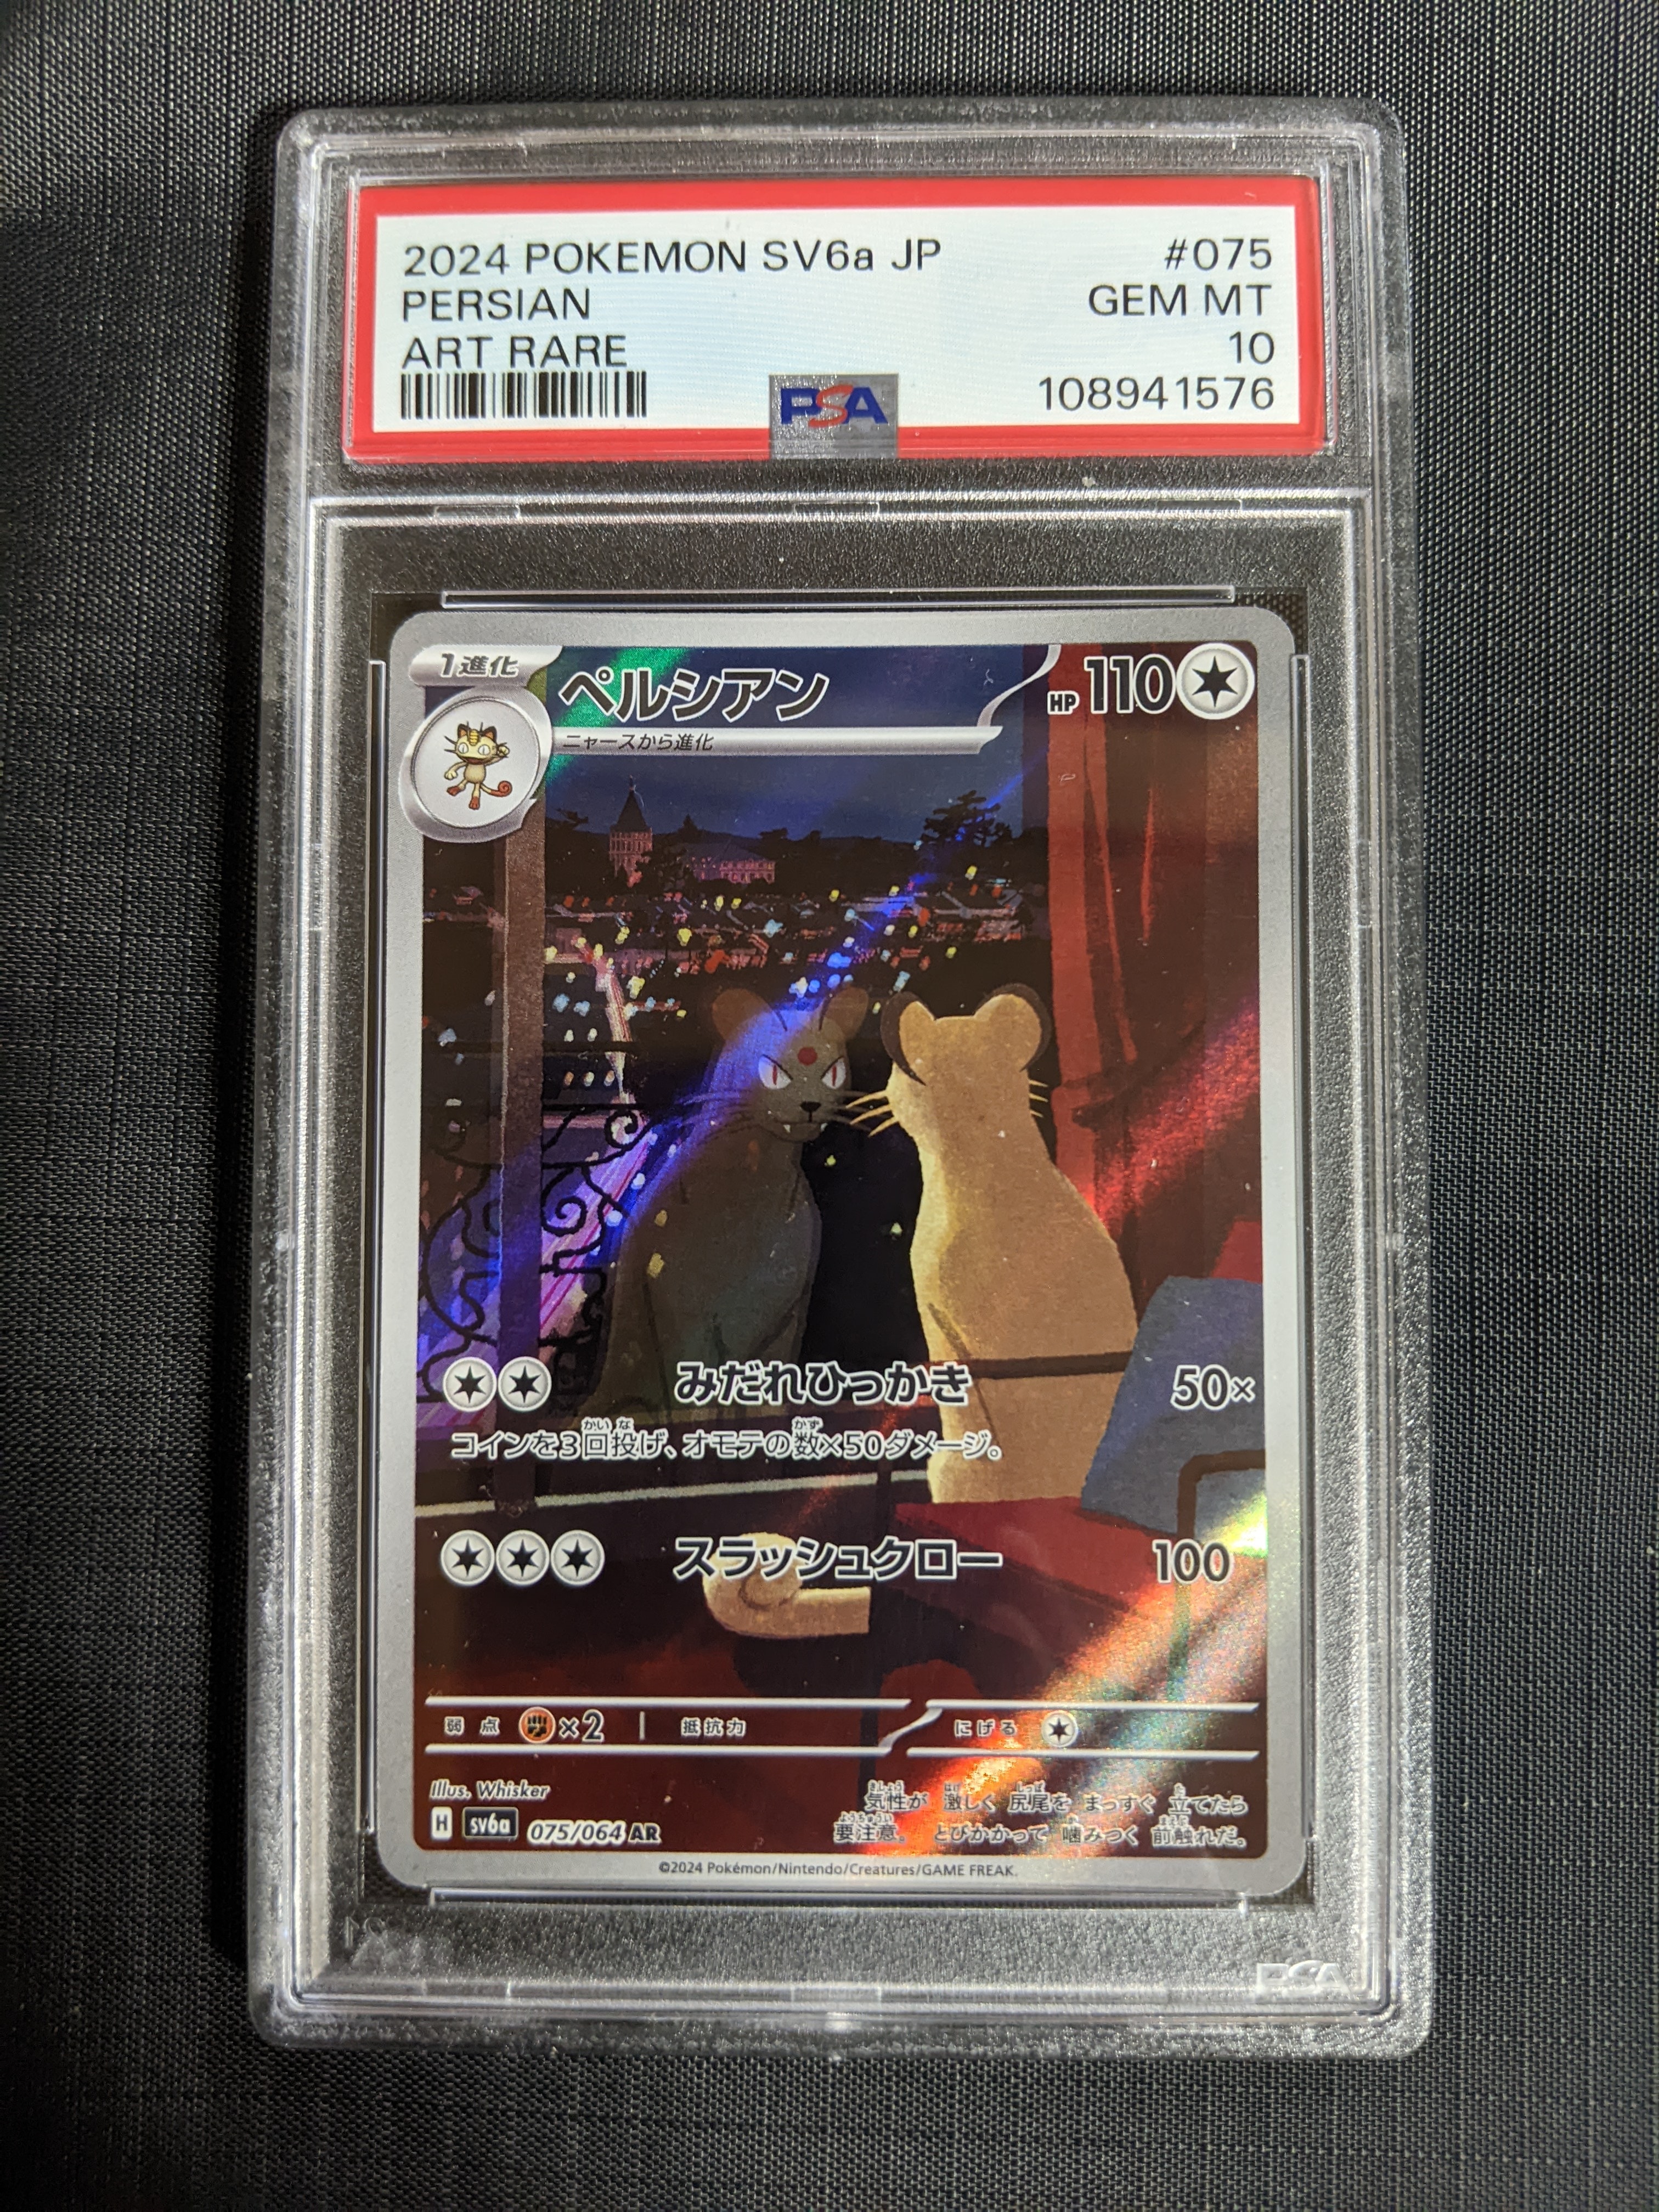 2024 POKEMON SV6a JP #075
PERSIAN GEM MT
ART RARE 10
PSA 108941576
1進化 ペルシアン HP 110
ニャースから進化
みだれひっかき 50×
コインを3回投げ、オモテの数×50ダメージ。
スラッシュクロー 100
弱点 ×2 抵抗力 にげる
Illus. Whisker
気性が 激しく 尻尾を まっすぐ 立てたら
要注意。 とびかかって 噛みつく 前触れだ。
H sv6a 075/064 AR
©2024 Pokémon/Nintendo/Creatures/GAME FREAK.
PSA